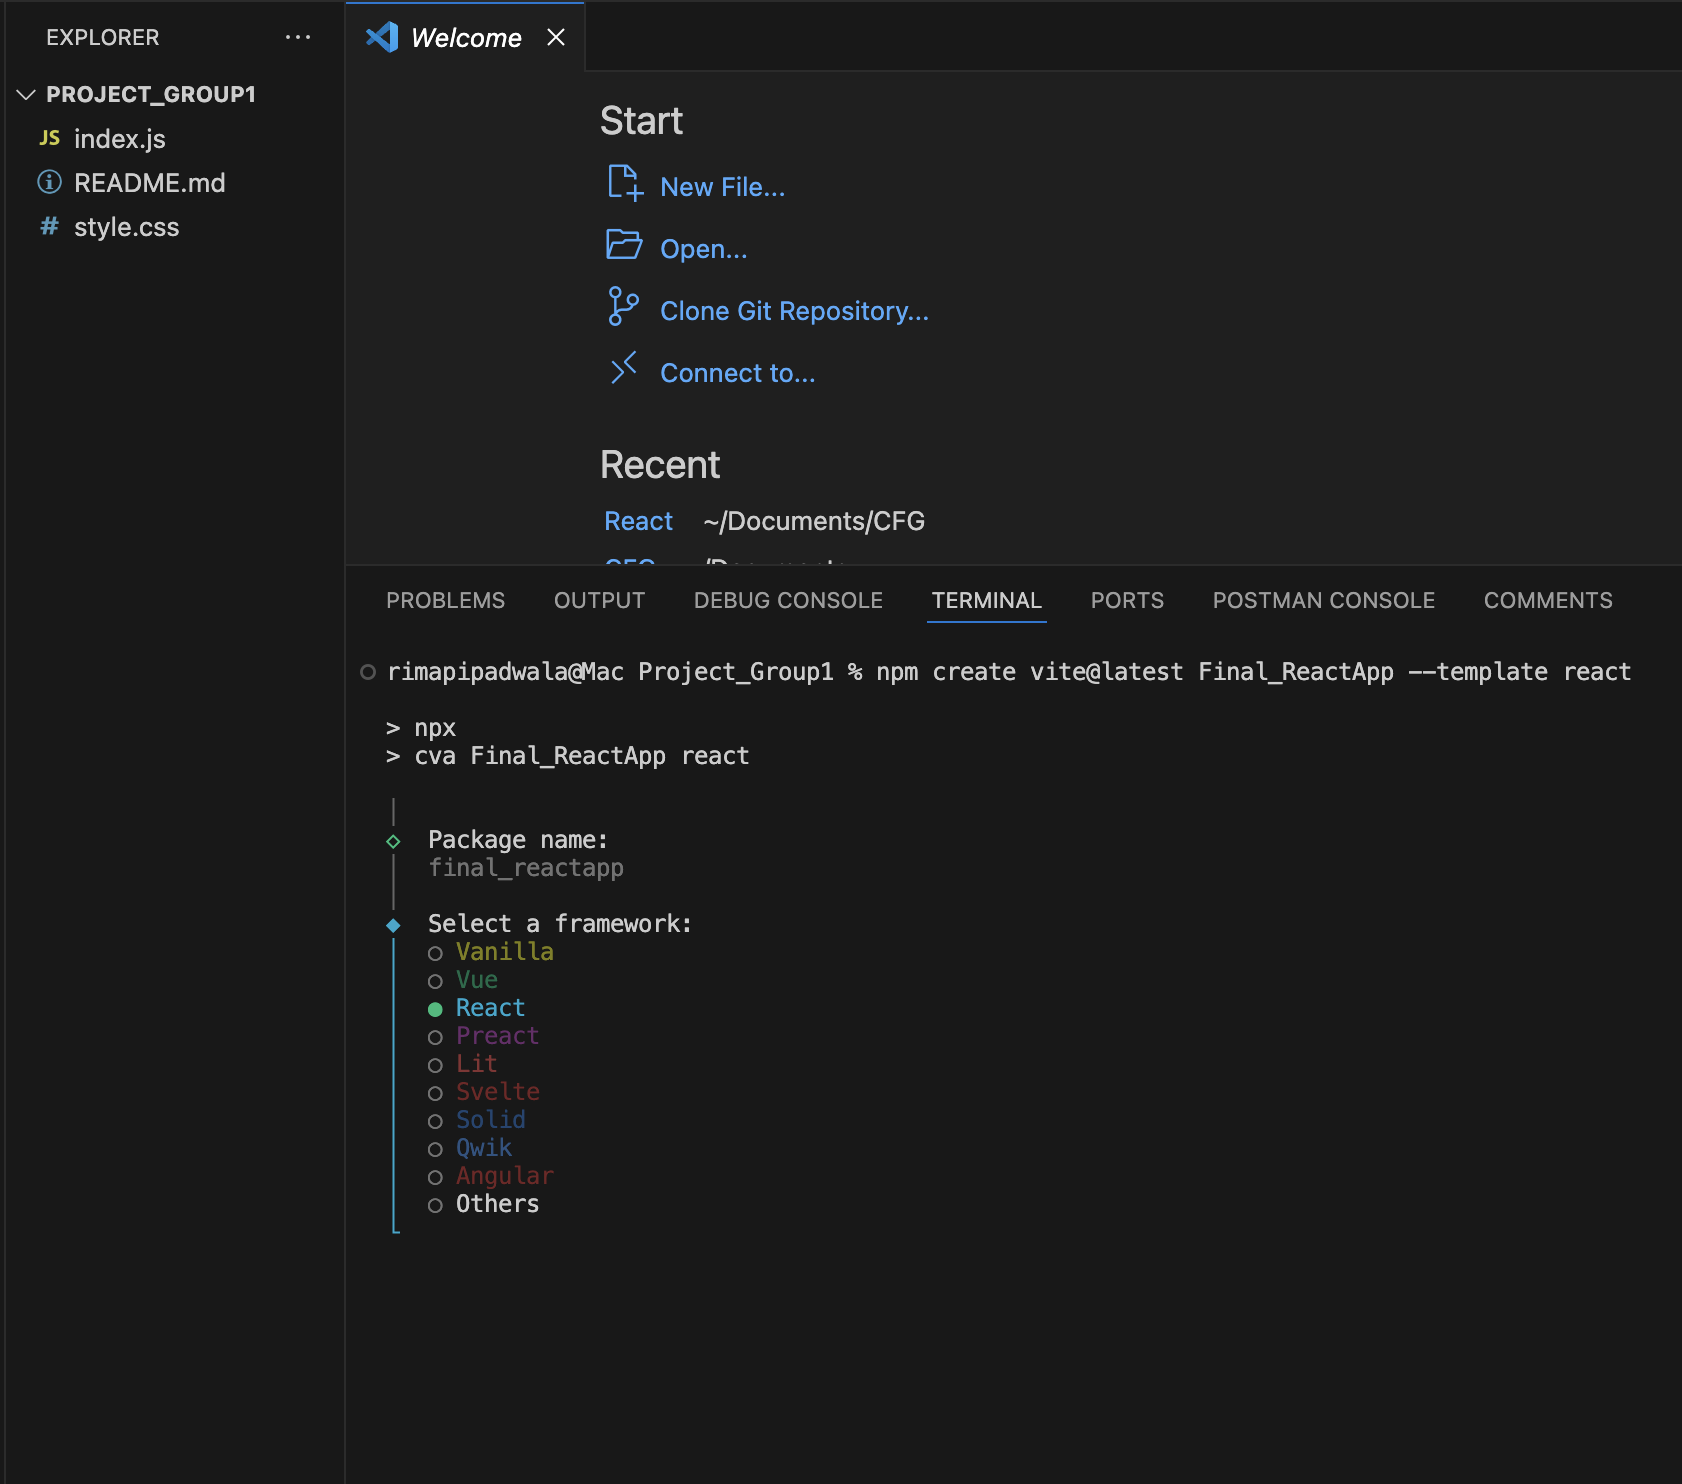 EXPLORER
PROJECT_GROUP1
JS index.js
README.md
# style.css
Welcome
Start
New File...
Open...
Clone Git Repository...
Connect to...
Recent
React ~/Documents/CFG
PROBLEMS OUTPUT DEBUG CONSOLE TERMINAL PORTS POSTMAN CONSOLE COMMENTS
rimapipadwala@Mac Project_Group1 % npm create vite@latest Final_ReactApp --template react
> npx
> cva Final_ReactApp react
Package name:
final_reactapp
Select a framework:
Vanilla
Vue
React
Preact
Lit
Svelte
Solid
Qwik
Angular
Others